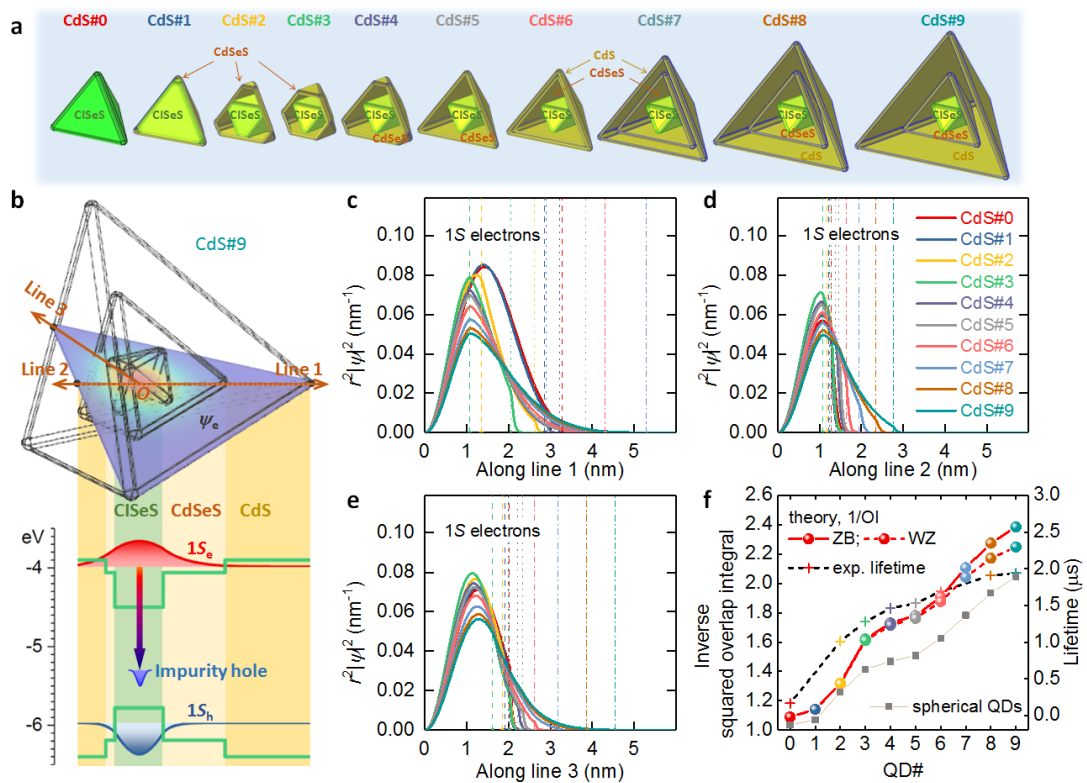 CdS#0 CdS#1 CdS#2 CdS#3 CdS#4 CdS#5 CdS#6 CdS#7 CdS#8 CdS#9
a
CdSeS
CdS
CdSeS
CISeS CISeS CISeS CISeS CISeS CISeS CISeS CISeS CISeS CISeS
CdSeS CdSeS CdSeS CdSeS
CdS CdS
b
CdS#9
Line 3
Line 2
Line 1
O
ψe
CISeS CdSeS CdS
eV
1Se
-4
-5
Impurity hole
1Sh
-6
c
1S electrons
0.10
0.08
0.06
0.04
0.02
0.00
r²|ψ|² (nm⁻¹)
0 1 2 3 4 5
Along line 1 (nm)
d
1S electrons
CdS#0
CdS#1
CdS#2
CdS#3
CdS#4
CdS#5
CdS#6
CdS#7
CdS#8
CdS#9
0.10
0.08
0.06
0.04
0.02
0.00
r²|ψ|² (nm⁻¹)
0 1 2 3 4 5
Along line 2 (nm)
e
1S electrons
0.10
0.08
0.06
0.04
0.02
0.00
r²|ψ|² (nm⁻¹)
0 1 2 3 4 5
Along line 3 (nm)
f
theory, 1/OI
ZB; WZ
exp. lifetime
spherical QDs
2.6
2.4
2.2
2.0
1.8
1.6
1.4
1.2
1.0
Inverse
squared overlap integral
3.0
2.5
2.0
1.5
1.0
0.5
0.0
Lifetime (μs)
0 1 2 3 4 5 6 7 8 9
QD#